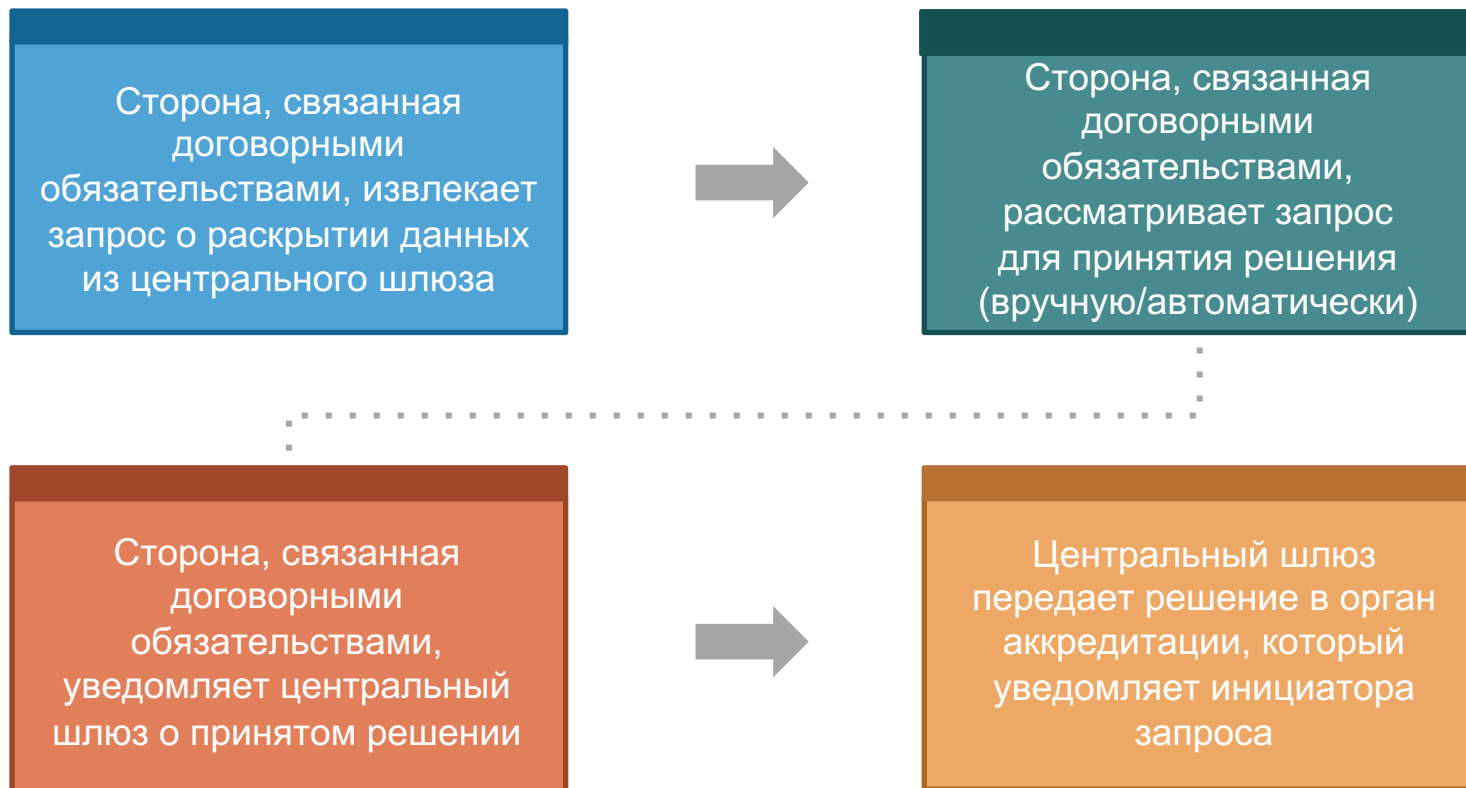 Сторона, связанная
договорными
обязательствами, извлекает
запрос о раскрытии данных
из центрального шлюза
Сторона, связанная
договорными
обязательствами,
рассматривает запрос
для принятия решения
(вручную/автоматически)
Сторона, связанная
договорными
обязательствами,
уведомляет центральный
шлюз о принятом решении
Центральный шлюз
передает решение в орган
аккредитации, который
уведомляет инициатора
запроса